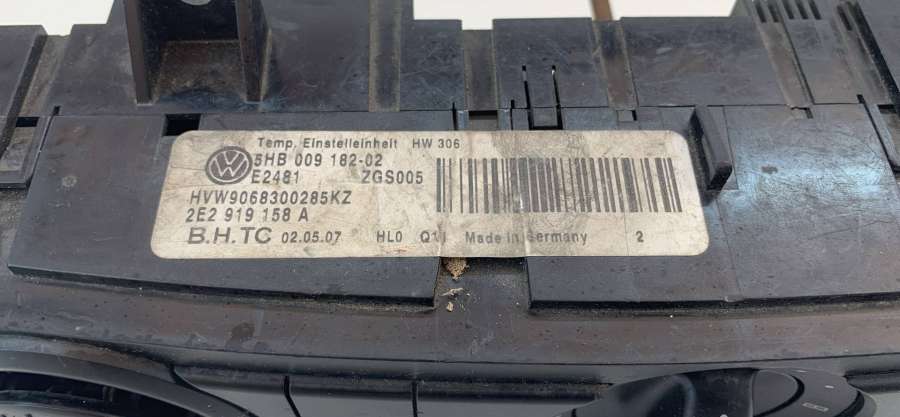 Temp. Einstelleinheit HW 306
5HB 009 182-02
E2481 ZGS005
HVW9068300285KZ
2E2 919 158 A
B.H.TC 02.05.07 HL0 Q1 Made in Germany 2